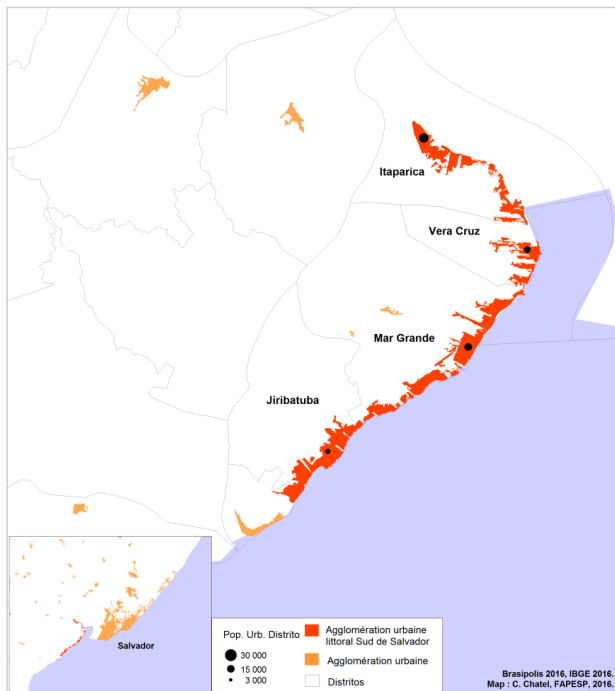 Itaparica
Vera Cruz
Mar Grande
Jiribatuba
Salvador
Pop. Urb. Distrito
30 000
15 000
3 000
Agglomération urbaine
littoral Sud de Salvador
Agglomération urbaine
Distritos
Brasipolis 2016, IBGE 2016.
Map : C. Chatel, FAPESP, 2016.